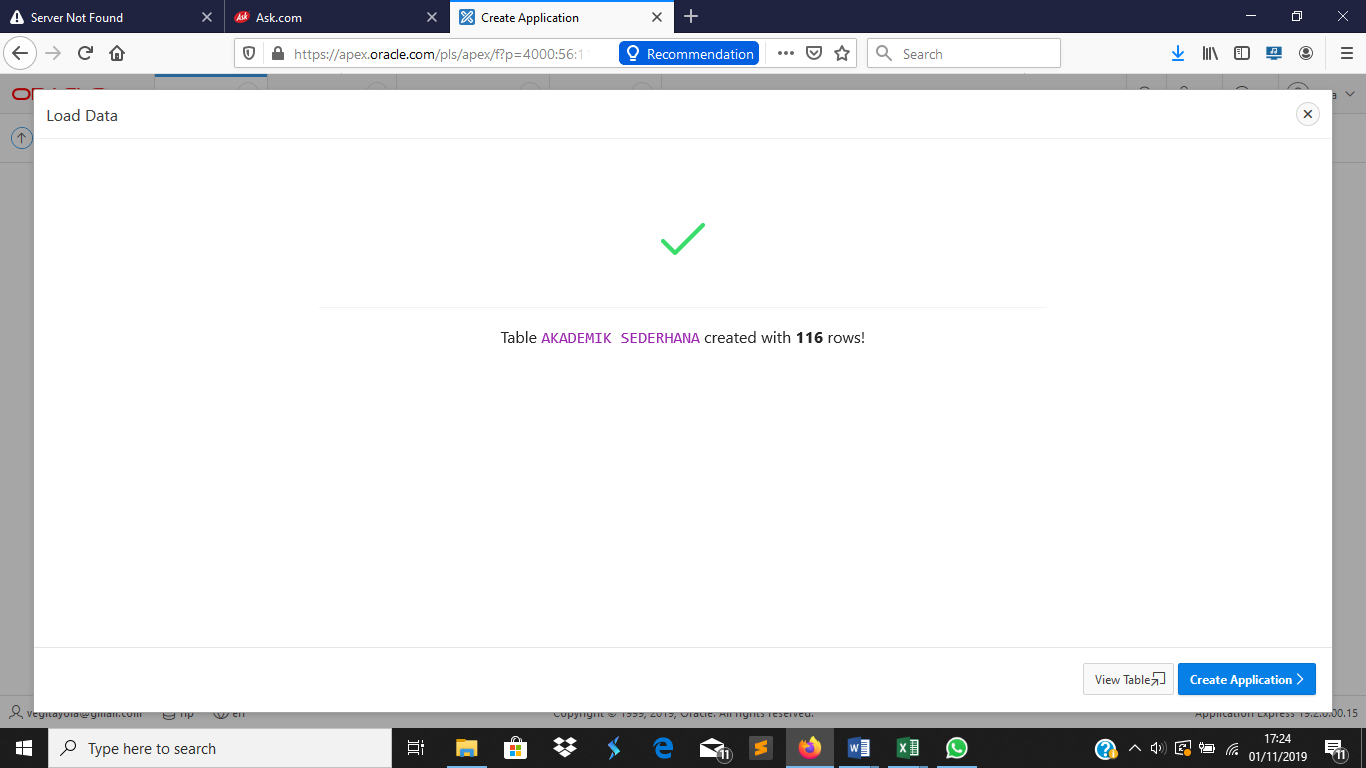 Server Not Found
Ask.com
Create Application
https://apex.oracle.com/pls/apex/f?p=4000:56:1
Recommendation
Search
Load Data
Table AKADEMIK SEDERHANA created with 116 rows!
View Table
Create Application
vegitayola@gmail.com
en
Copyright © 1999, 2019, Oracle. All rights reserved.
Application Express 19.2.0.00.15
Type here to search
11
17:24
01/11/2019
11